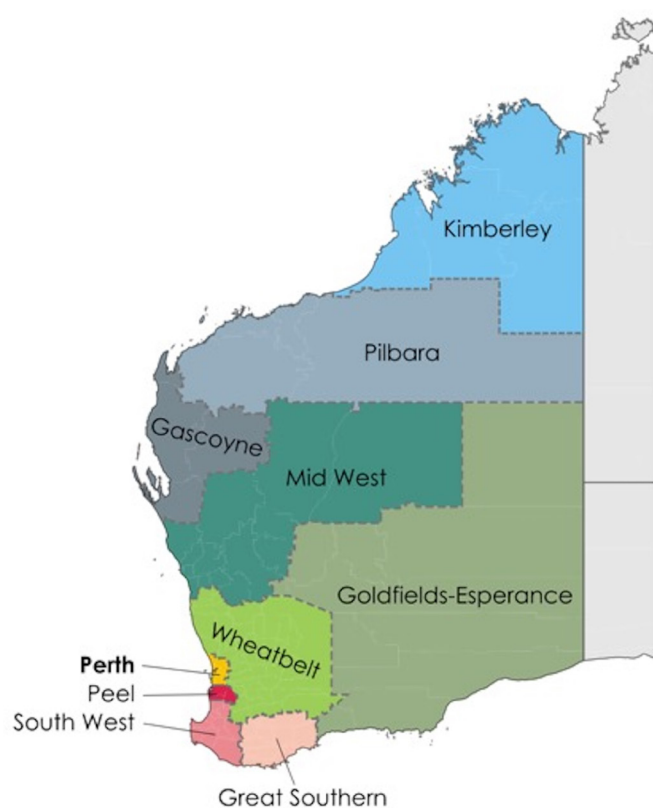 Kimberley
Pilbara
Gascoyne
Mid West
Goldfields-Esperance
Wheatbelt
Perth
Peel
South West
Great Southern